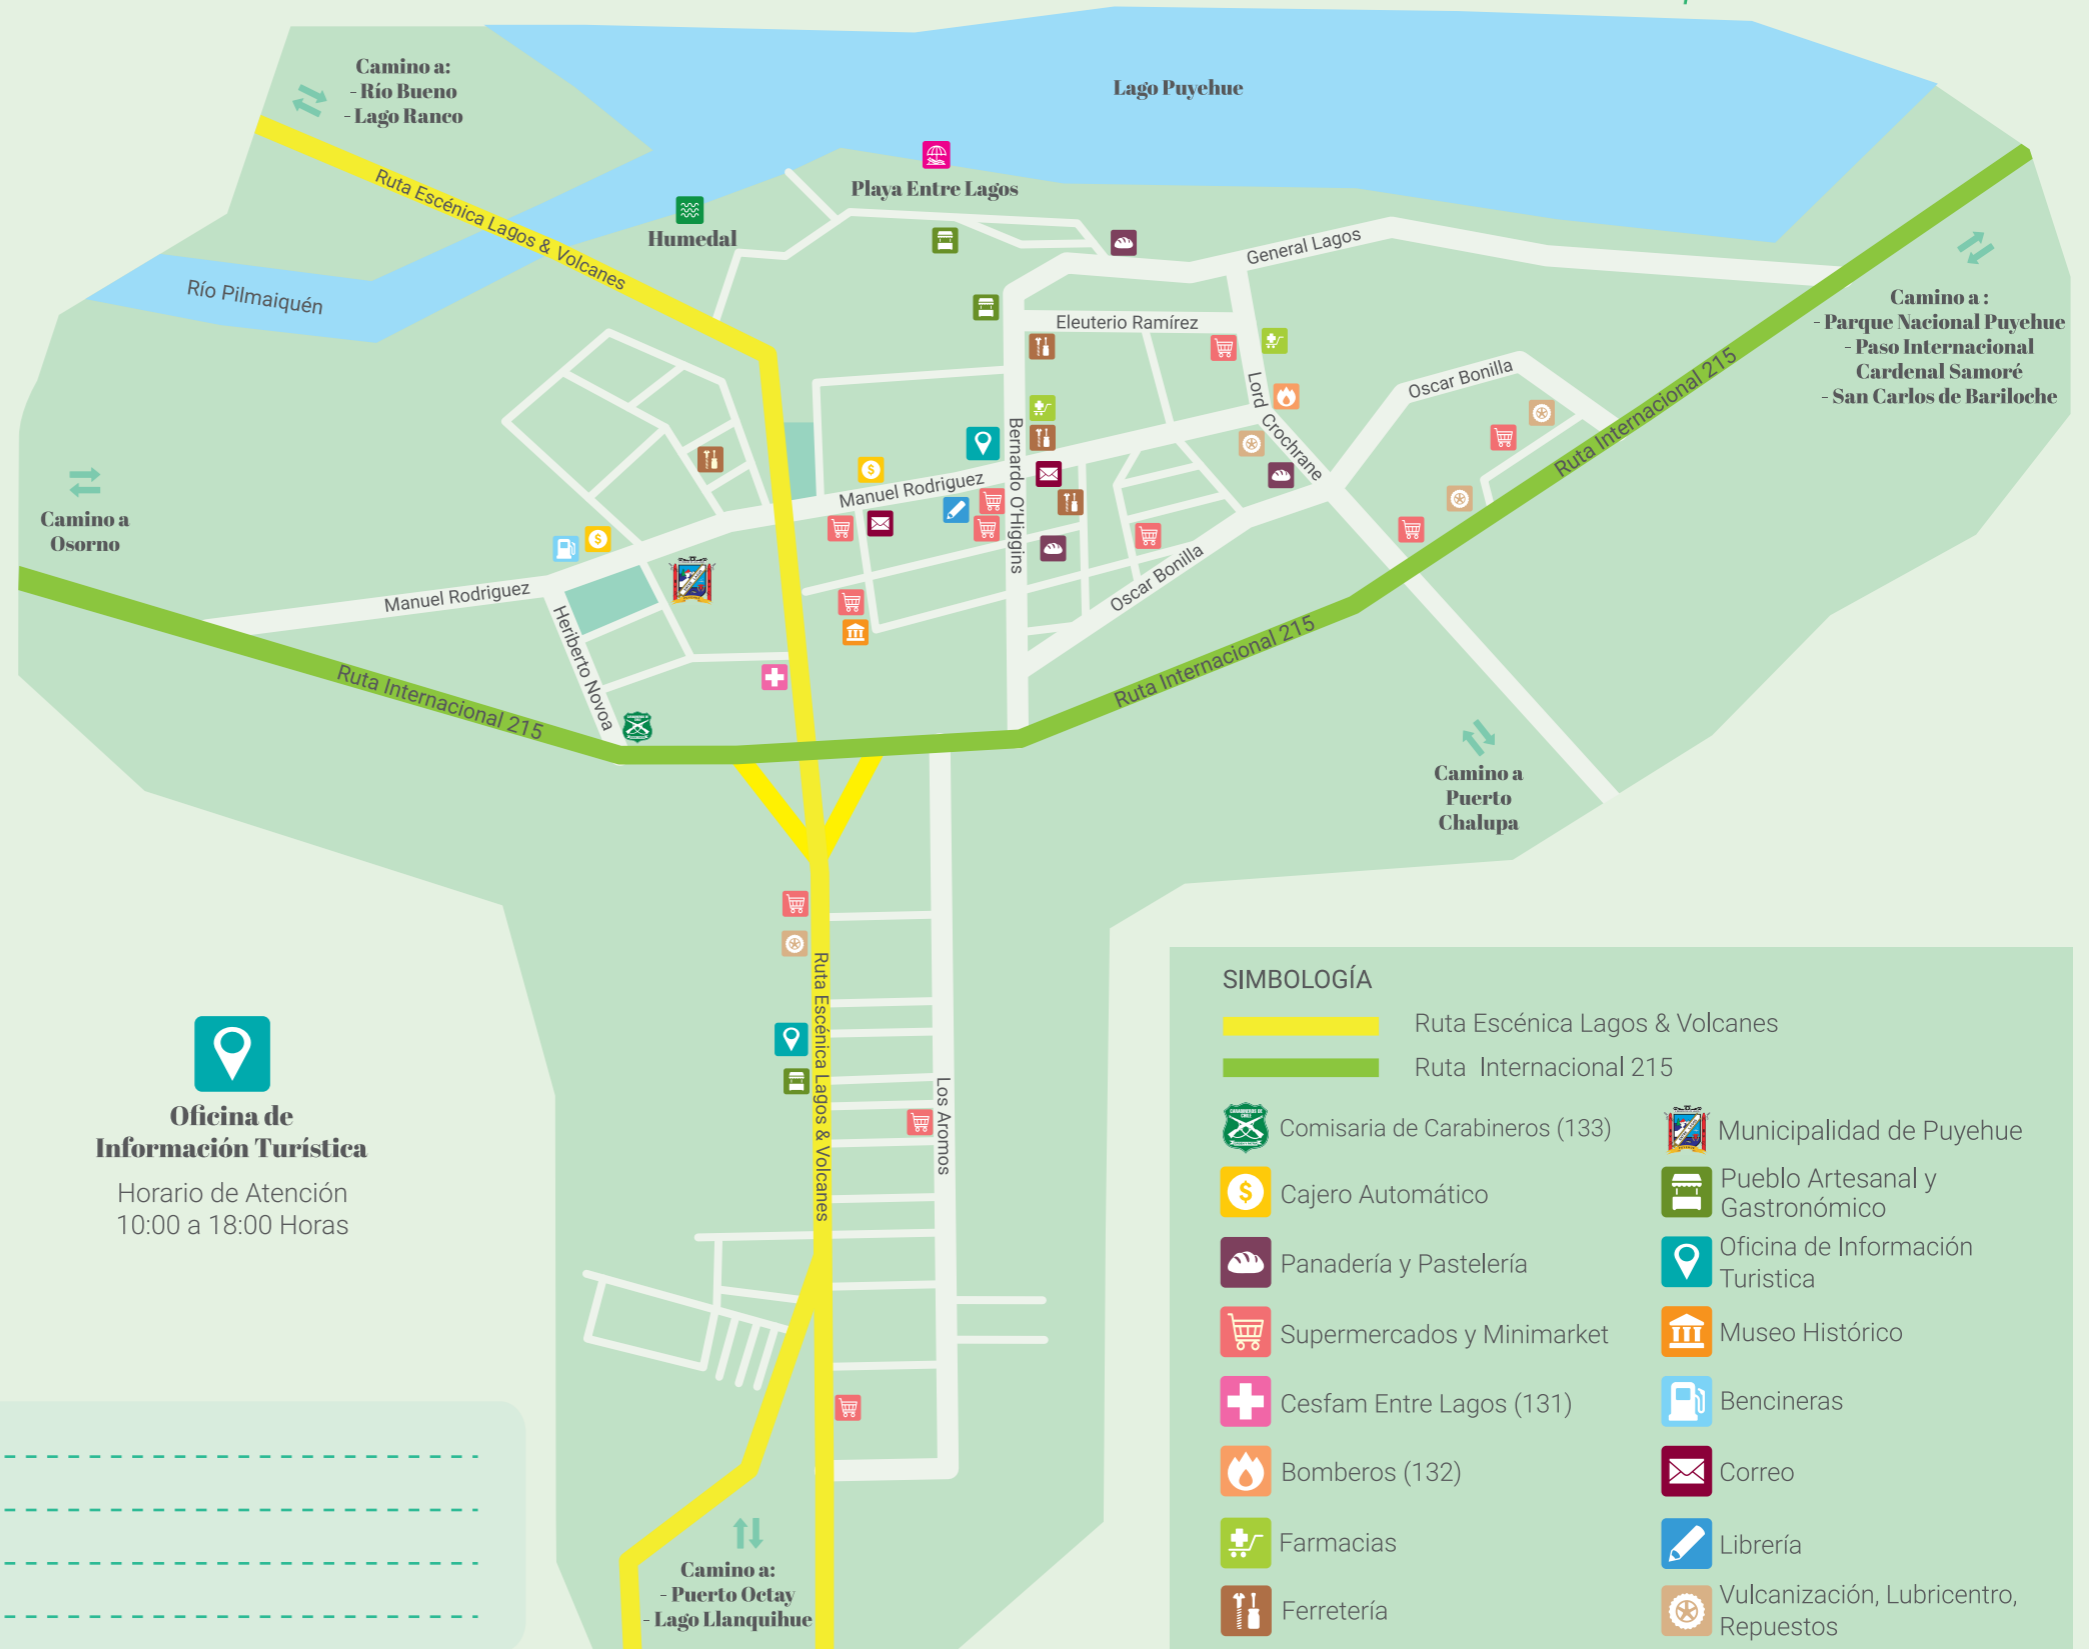 Camino a:
- Río Bueno
- Lago Ranco
Lago Puyehue
Ruta Escénica Lagos & Volcanes
Playa Entre Lagos
Humedal
General Lagos
Río Pilmaiquén
Camino a :
- Parque Nacional Puyehue
- Paso Internacional
Cardenal Samoré
- San Carlos de Bariloche
Eleuterio Ramírez
Oscar Bonilla
Lord Crochrane
Ruta Internacional 215
Bernardo O'Higgins
Manuel Rodriguez
Camino a
Osorno
Oscar Bonilla
Manuel Rodriguez
Heriberto Novoa
Ruta Internacional 215
Ruta Internacional 215
Camino a
Puerto
Chalupa
Ruta Escénica Lagos & Volcanes
Los Aromos
Oficina de
Información Turística
Horario de Atención
10:00 a 18:00 Horas
Camino a:
- Puerto Octay
- Lago Llanquihue
SIMBOLOGÍA
Ruta Escénica Lagos & Volcanes
Ruta Internacional 215
Comisaria de Carabineros (133)
Cajero Automático
Panadería y Pastelería
Supermercados y Minimarket
Cesfam Entre Lagos (131)
Bomberos (132)
Farmacias
Ferretería
Municipalidad de Puyehue
Pueblo Artesanal y
Gastronómico
Oficina de Información
Turistica
Museo Histórico
Bencineras
Correo
Librería
Vulcanización, Lubricentro,
Repuestos